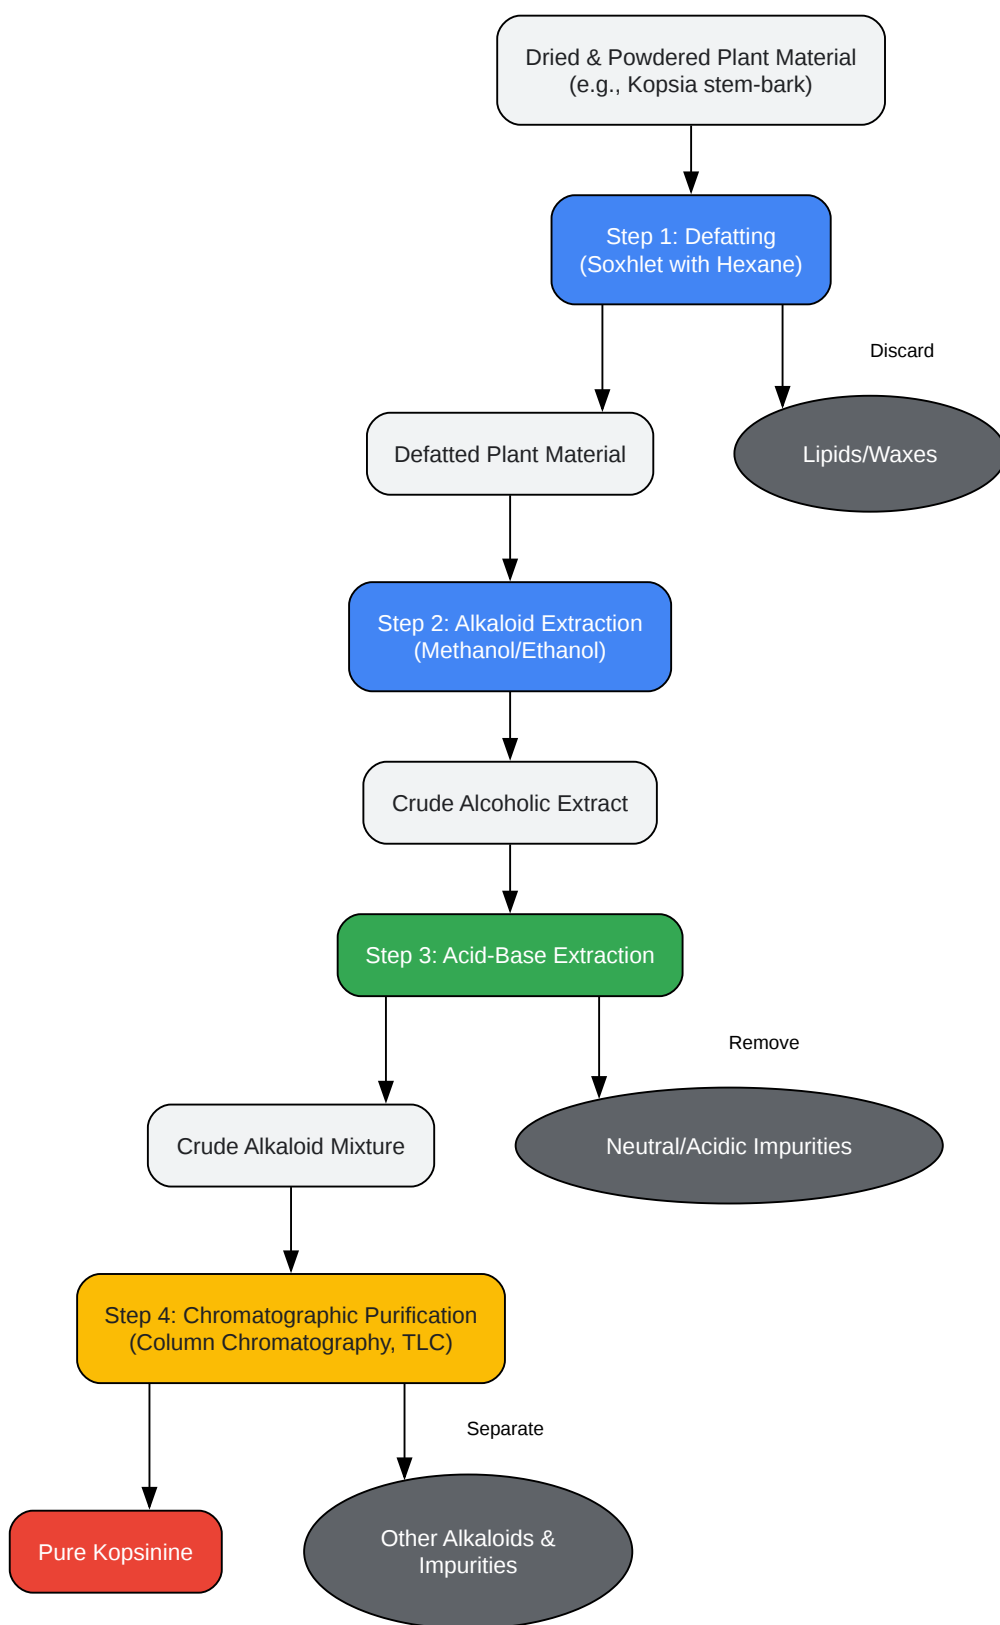 Dried & Powdered Plant Material
(e.g., Kopsia stem-bark)
Step 1: Defatting
(Soxhlet with Hexane)
Discard
Defatted Plant Material
Lipids/Waxes
Step 2: Alkaloid Extraction
(Methanol/Ethanol)
Crude Alcoholic Extract
Step 3: Acid-Base Extraction
Remove
Crude Alkaloid Mixture
Neutral/Acidic Impurities
Step 4: Chromatographic Purification
(Column Chromatography, TLC)
Separate
Pure Kopsinine
Other Alkaloids &
Impurities